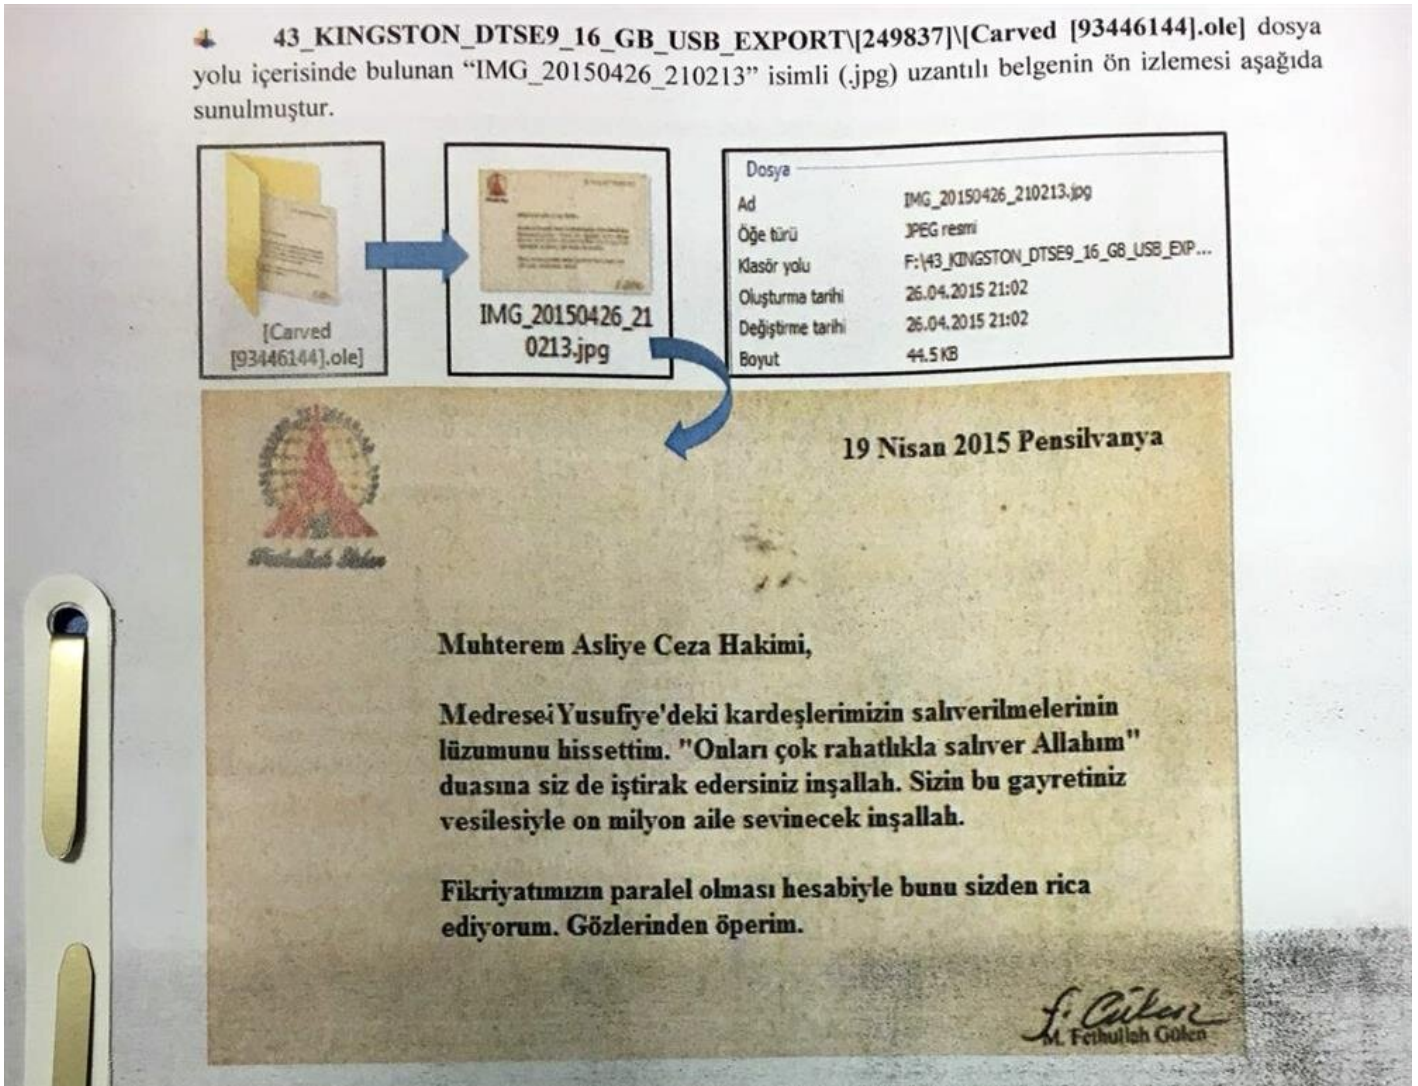 43_KINGSTON_DTSE9_16_GB_USB_EXPORT\[249837]\[Carved [93446144].ole] dosya
yolu içerisinde bulunan “IMG_20150426_210213” isimli (.jpg) uzantılı belgenin ön izlemesi aşağıda
sunulmuştur.
[Carved
[93446144].ole]
IMG_20150426_21
0213.jpg
Dosya
Ad IMG_20150426_210213.jpg
Öğe türü JPEG resmi
Klasör yolu F:\43_KINGSTON_DTSE9_16_GB_USB_EXP...
Oluşturma tarihi 26.04.2015 21:02
Değiştirme tarihi 26.04.2015 21:02
Boyut 44.5 KB
19 Nisan 2015 Pensilvanya
Fethullah Gülen
Muhterem Asliye Ceza Hakimi,
Medrese-i Yusufiye'deki kardeşlerimizin salıverilmelerinin
lüzumunu hissettim. "Onları çok rahatlıkla salıver Allahım"
duasına siz de iştirak edersiniz inşallah. Sizin bu gayretiniz
vesilesiyle on milyon aile sevinecek inşallah.
Fikriyatımızın paralel olması hesabiyle bunu sizden rica
ediyorum. Gözlerinden öperim.
f. Gülen
M. Fethullah Gülen